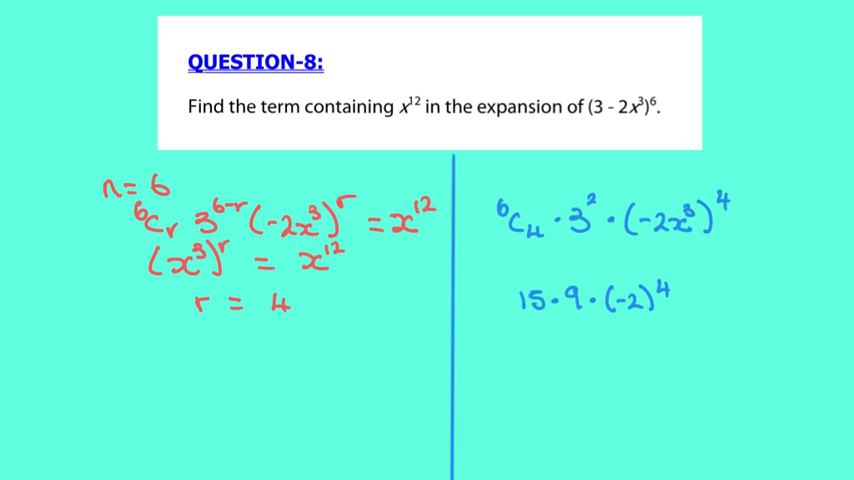 QUESTION-8:
Find the term containing x¹² in the expansion of (3 - 2x³)⁶.
n = 6
⁶Cᵣ 3⁶⁻ʳ (-2x³)ʳ = x¹²
(x³)ʳ = x¹²
r = 4
⁶C₄ · 3² · (-2x³)⁴
15 · 9 · (-2)⁴